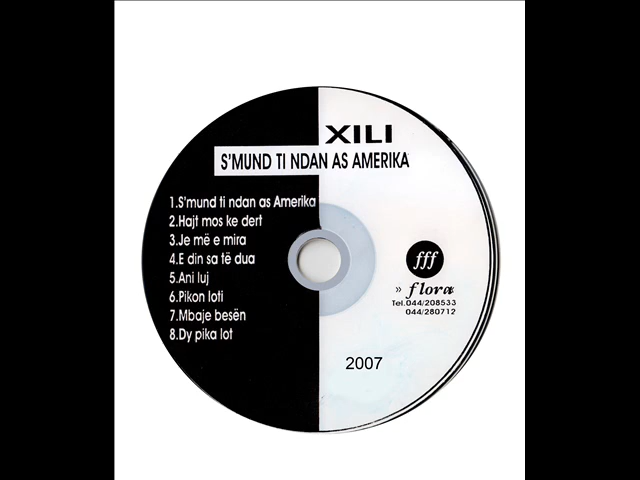 XILI
S'MUND TI NDAN AS AMERIKA
1.S'mund ti ndan as Amerika
2.Hajt mos ke dert
3.Je më e mira
4.E din sa të dua
5.Ani luj
6.Pikon loti
7.Mbaje besën
8.Dy pika lot
fff
» flora
Tel.044/208533
044/280712
2007